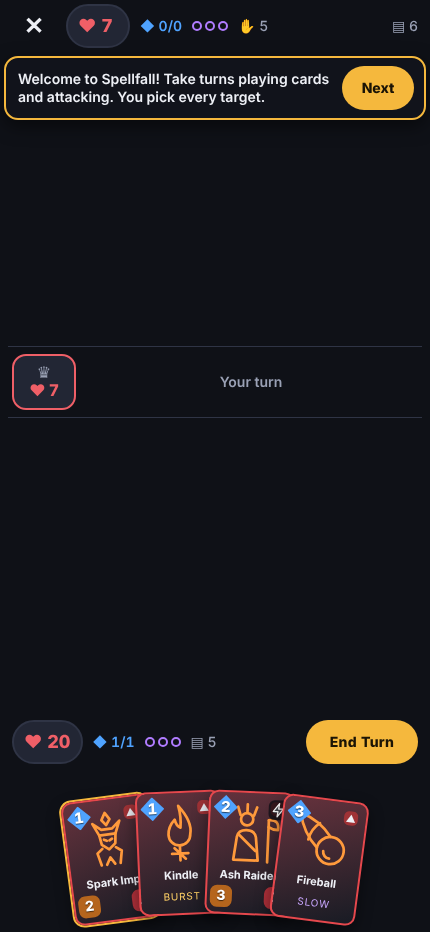 7 0/0 5 6
Welcome to Spellfall! Take turns playing cards
and attacking. You pick every target.
Next
7
Your turn
20 1/1 5
End Turn
1 1 2 3
Spark Imp Kindle Ash Raide Fireball
BURST SLOW
2 3